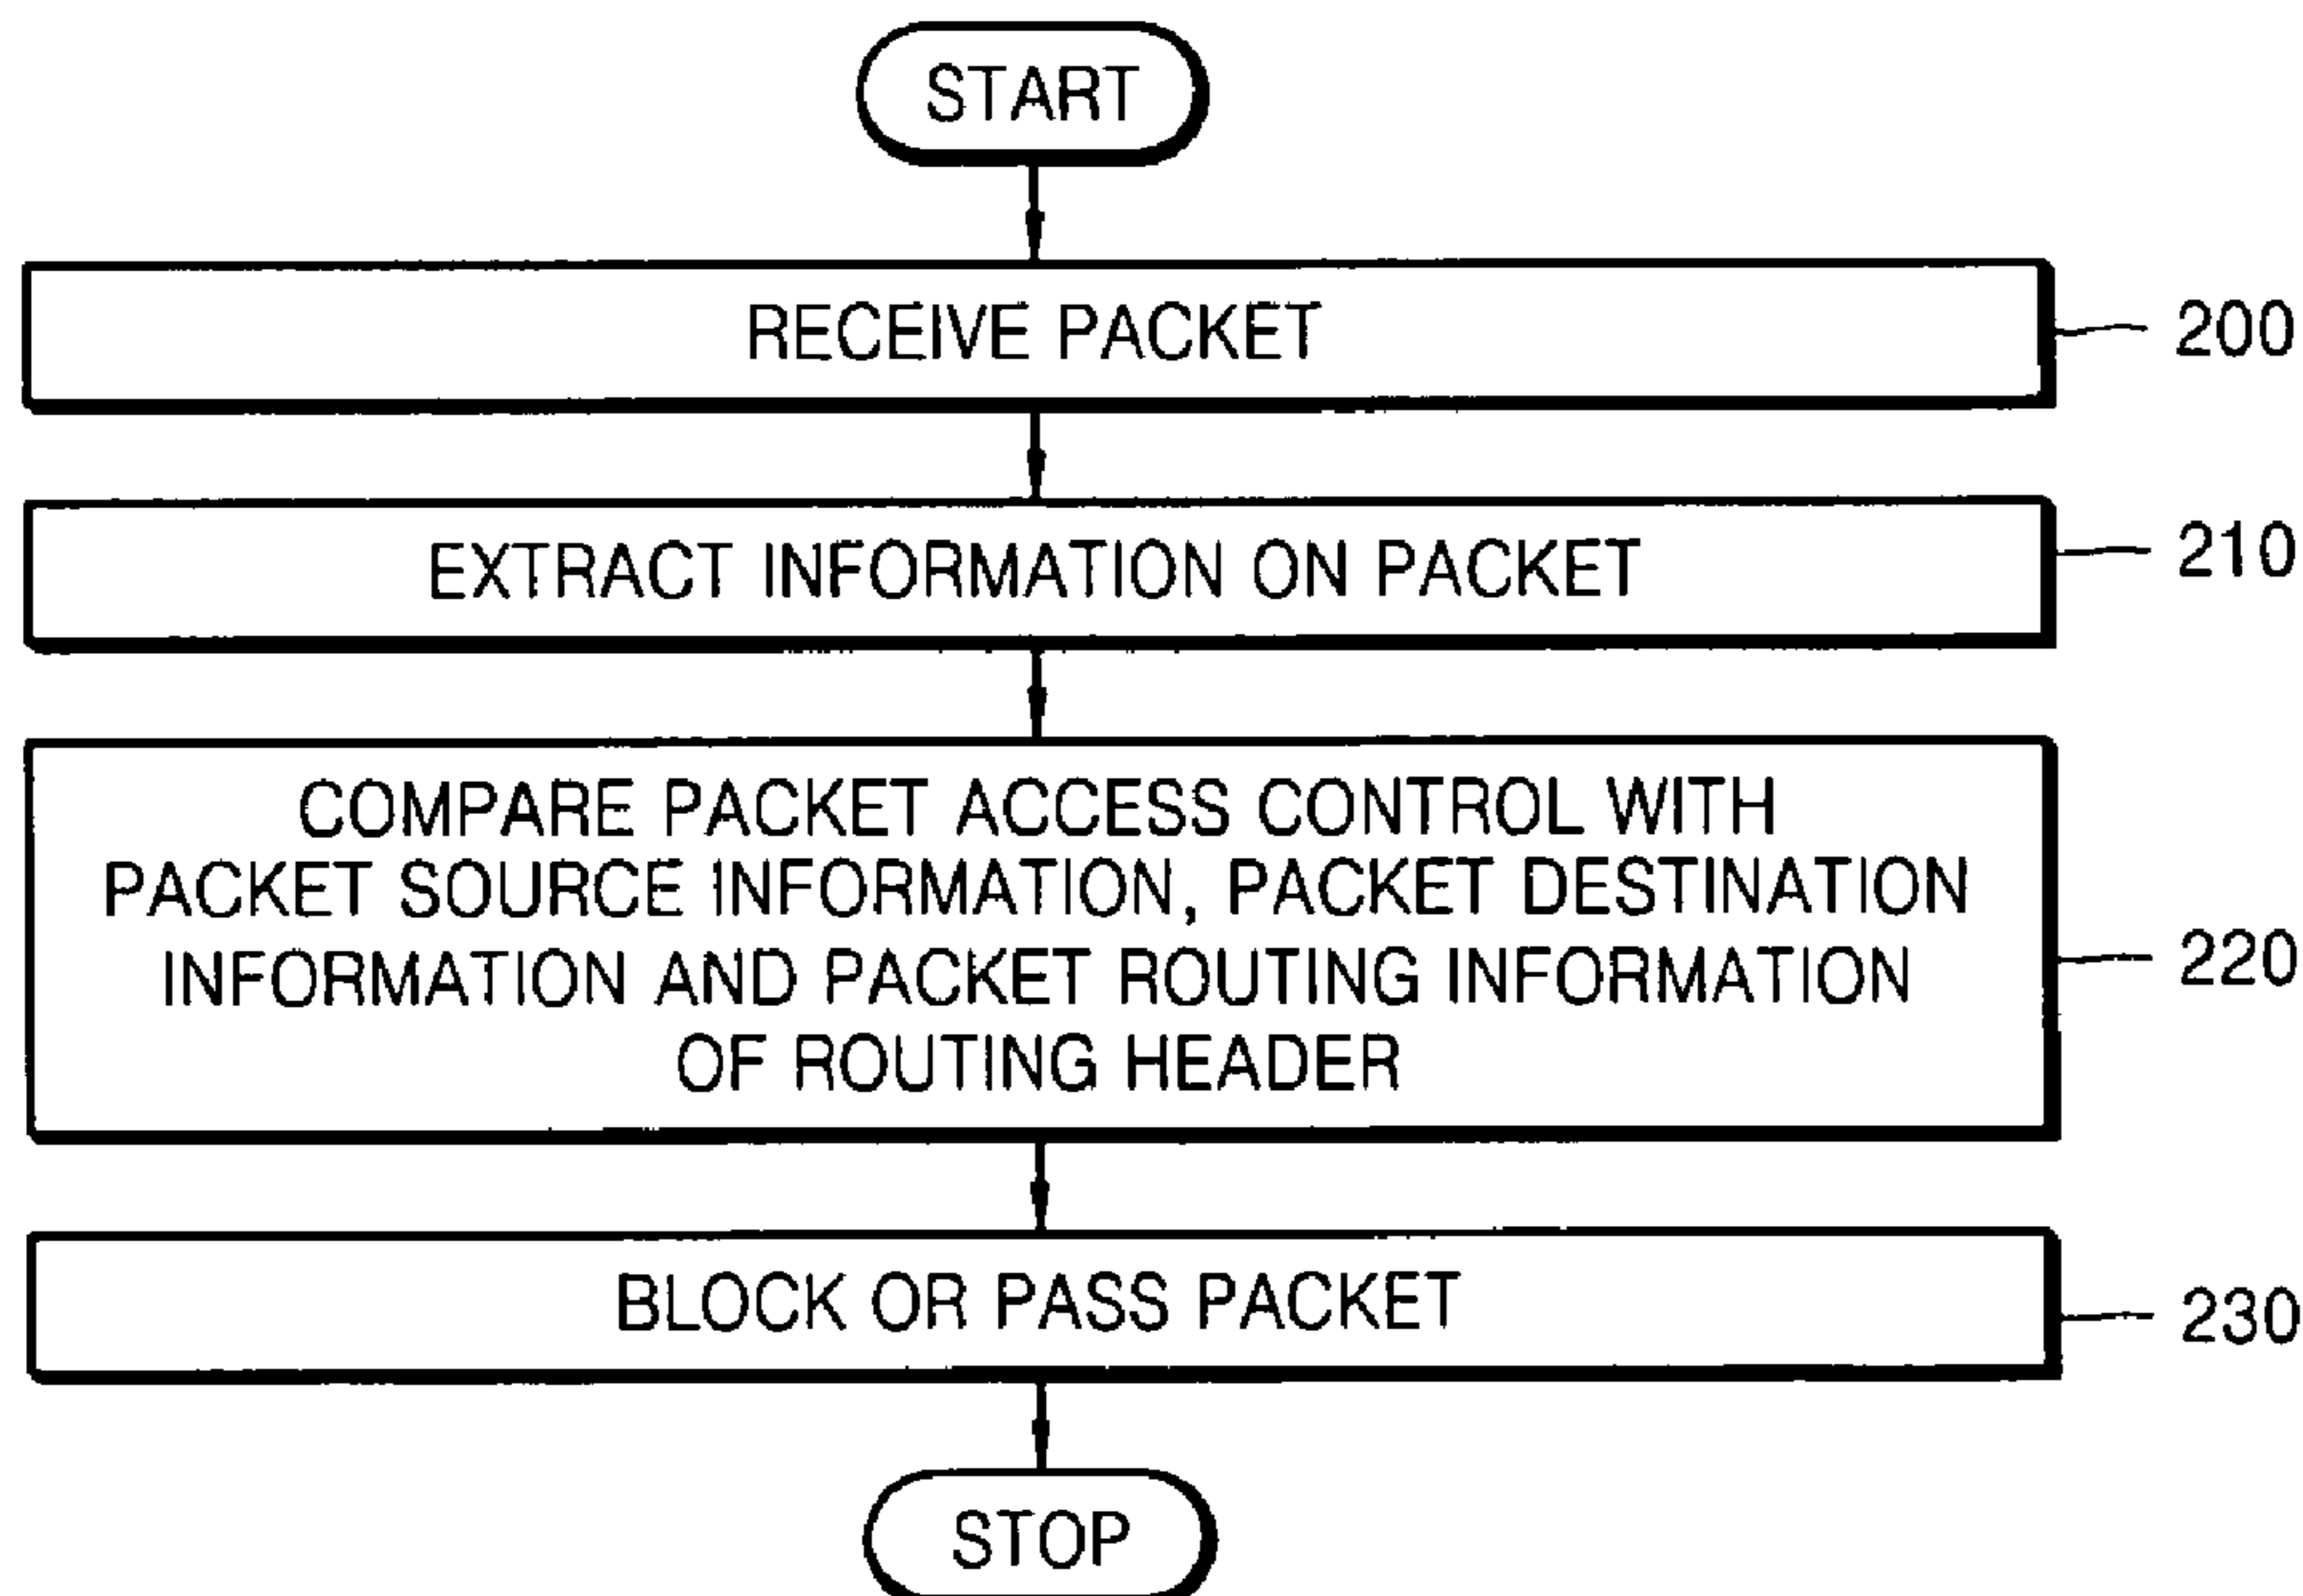 START
RECEIVE PACKET
200
EXTRACT INFORMATION ON PACKET
210
COMPARE PACKET ACCESS CONTROL WITH
PACKET SOURCE INFORMATION, PACKET DESTINATION
INFORMATION AND PACKET ROUTING INFORMATION
OF ROUTING HEADER
220
BLOCK OR PASS PACKET
230
STOP